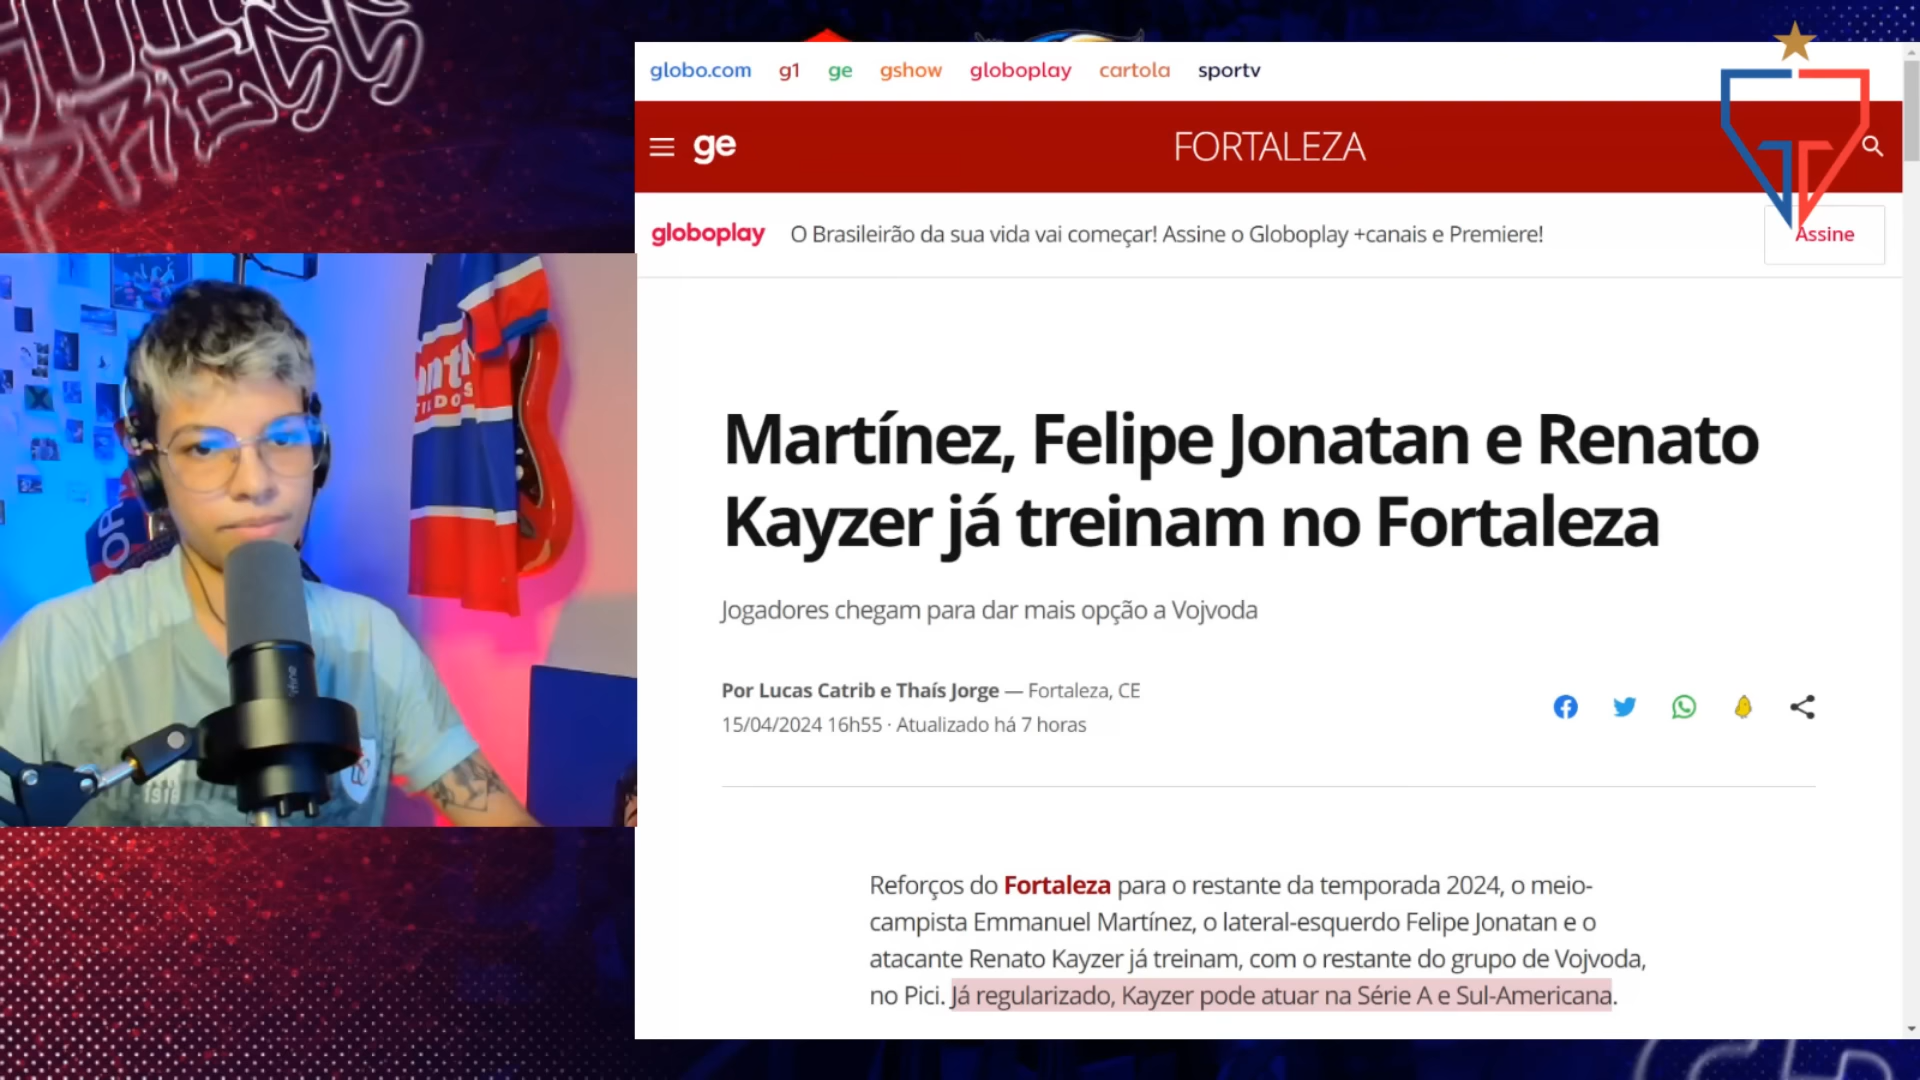 PRESS
globo.com g1 ge gshow globoplay cartola sportv
ge FORTALEZA
globoplay O Brasileirão da sua vida vai começar! Assine o Globoplay +canais e Premiere! Assine
Martínez, Felipe Jonatan e Renato
Kayzer já treinam no Fortaleza
Jogadores chegam para dar mais opção a Vojvoda
Por Lucas Catrib e Thaís Jorge — Fortaleza, CE
15/04/2024 16h55 · Atualizado há 7 horas
Reforços do Fortaleza para o restante da temporada 2024, o meio-
campista Emmanuel Martínez, o lateral-esquerdo Felipe Jonatan e o
atacante Renato Kayzer já treinam, com o restante do grupo de Vojvoda,
no Pici. Já regularizado, Kayzer pode atuar na Série A e Sul-Americana.
1918